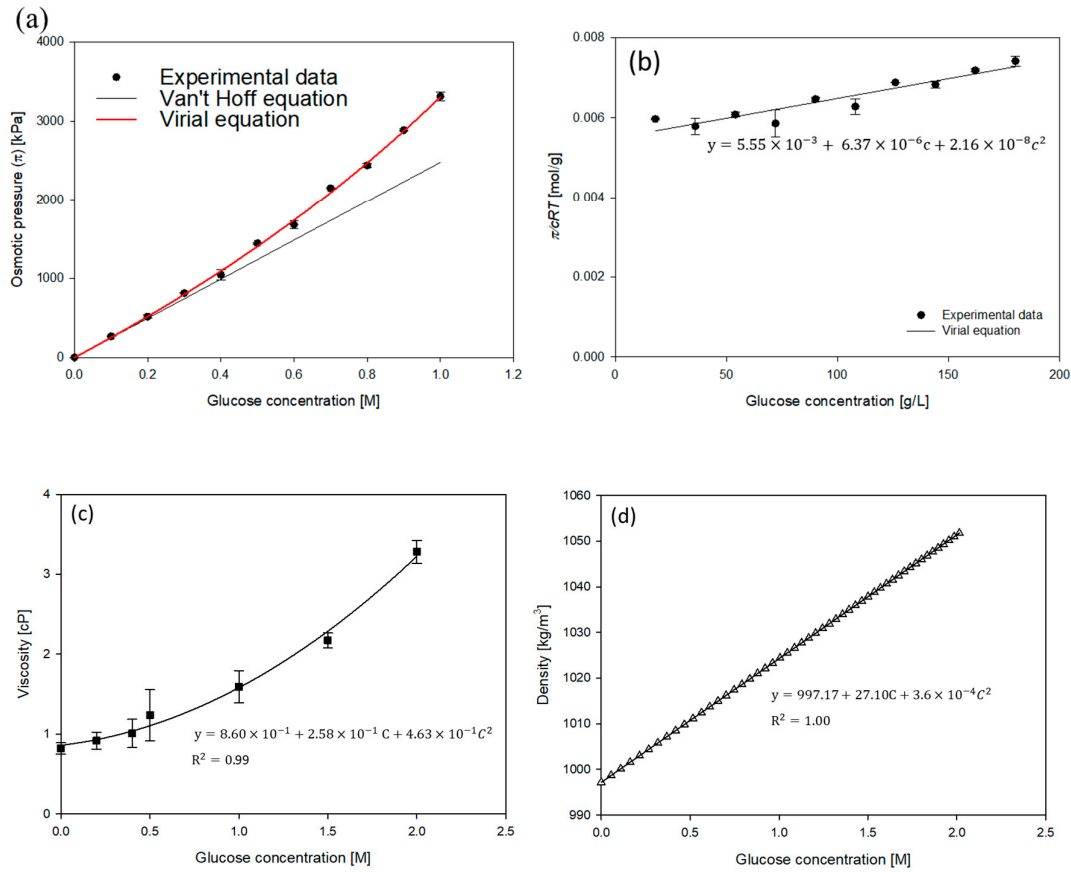 (a)
4000
3000
2000
1000
0
Osmotic pressure (π) [kPa]
Experimental data
Van't Hoff equation
Virial equation
0.0 0.2 0.4 0.6 0.8 1.0 1.2
Glucose concentration [M]
(b)
0.008
0.006
0.004
0.002
0.000
π/cRT [mol/g]
y = 5.55 × 10⁻³ + 6.37 × 10⁻⁶c + 2.16 × 10⁻⁸c²
Experimental data
Virial equation
0 50 100 150 200
Glucose concentration [g/L]
(c)
4
3
2
1
0
Viscosity [cP]
y = 8.60 × 10⁻¹ + 2.58 × 10⁻¹ C + 4.63 × 10⁻¹C²
R² = 0.99
0.0 0.5 1.0 1.5 2.0 2.5
Glucose concentration [M]
(d)
1060
1050
1040
1030
1020
1010
1000
990
Density [kg/m³]
y = 997.17 + 27.10C + 3.6 × 10⁻⁴C²
R² = 1.00
0.0 0.5 1.0 1.5 2.0 2.5
Glucose concentration [M]